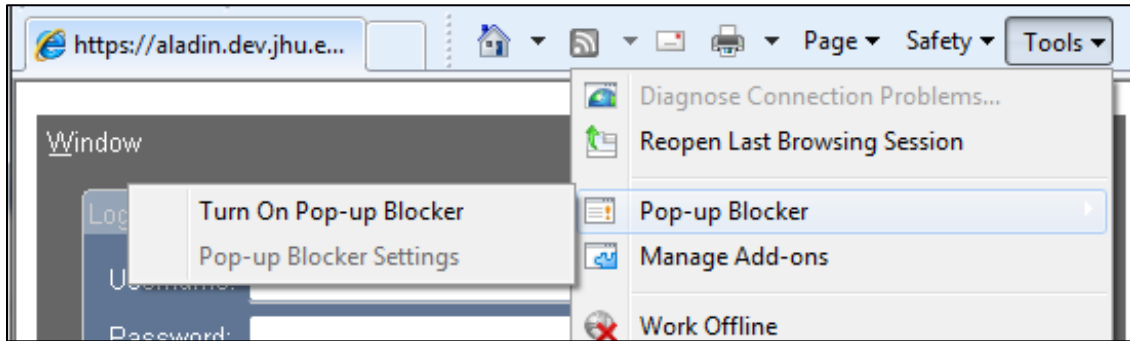 https://aladin.dev.jhu.e...
Page
Safety
Tools
Diagnose Connection Problems...
Window
Reopen Last Browsing Session
Turn On Pop-up Blocker
Pop-up Blocker
Pop-up Blocker Settings
Manage Add-ons
Password:
Work Offline